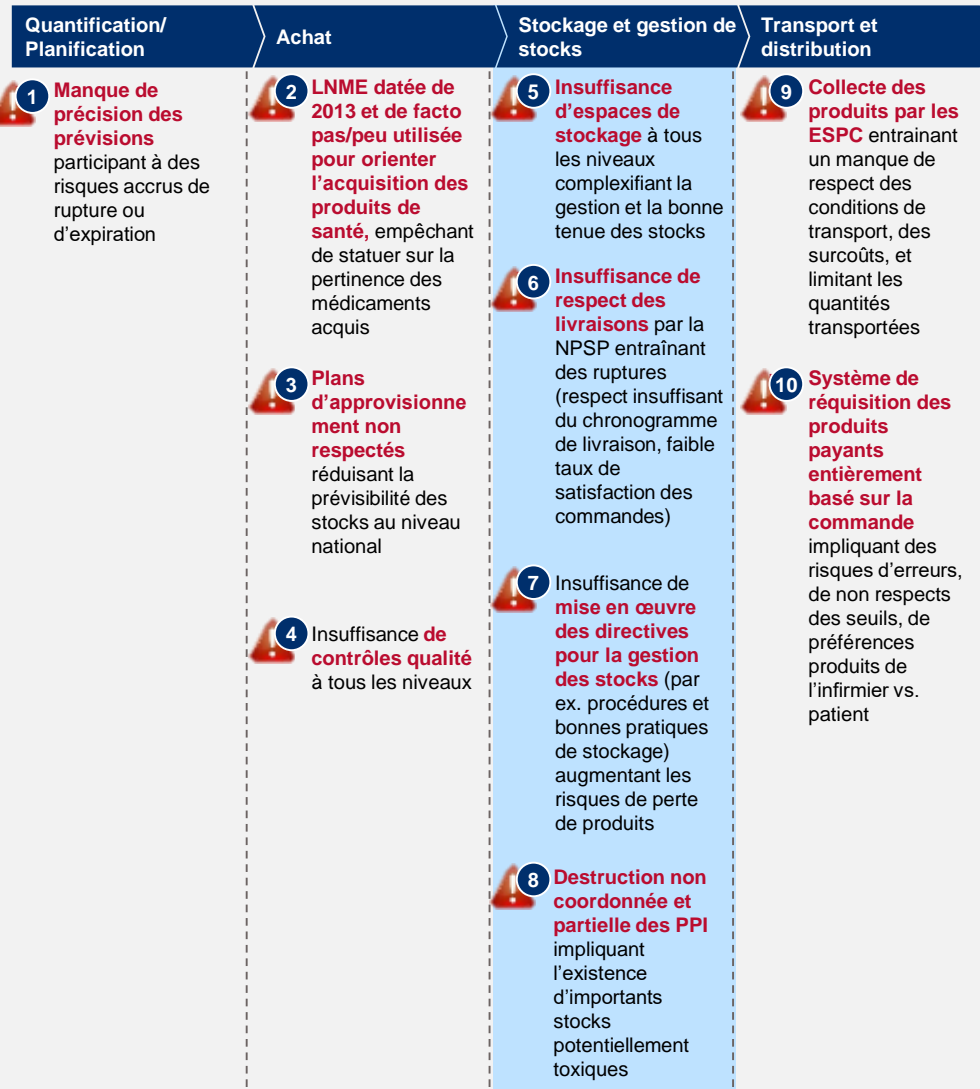 Quantification/
Planification
Achat
Stockage et gestion de
stocks
Transport et
distribution
1
Manque de
précision des
prévisions
participant à des
risques accrus de
rupture ou
d’expiration
2
LNME datée de
2013 et de facto
pas/peu utilisée
pour orienter
l’acquisition des
produits de
santé, empêchant
de statuer sur la
pertinence des
médicaments
acquis
3
Plans
d’approvisionne
ment non
respectés
réduisant la
prévisibilité des
stocks au niveau
national
4
Insuffisance de
contrôles qualité
à tous les niveaux
5
Insuffisance
d’espaces de
stockage à tous
les niveaux
complexifiant la
gestion et la bonne
tenue des stocks
6
Insuffisance de
respect des
livraisons par la
NPSP entraînant
des ruptures
(respect insuffisant
du chronogramme
de livraison, faible
taux de
satisfaction des
commandes)
7
Insuffisance de
mise en œuvre
des directives
pour la gestion
des stocks (par
ex. procédures et
bonnes pratiques
de stockage)
augmentant les
risques de perte
de produits
8
Destruction non
coordonnée et
partielle des PPI
impliquant
l’existence
d’importants
stocks
potentiellement
toxiques
9
Collecte des
produits par les
ESPC entrainant
un manque de
respect des
conditions de
transport, des
surcoûts, et
limitant les
quantités
transportées
10
Système de
réquisition des
produits
payants
entièrement
basé sur la
commande
impliquant des
risques d’erreurs,
de non respects
des seuils, de
préférences
produits de
l’infirmier vs.
patient